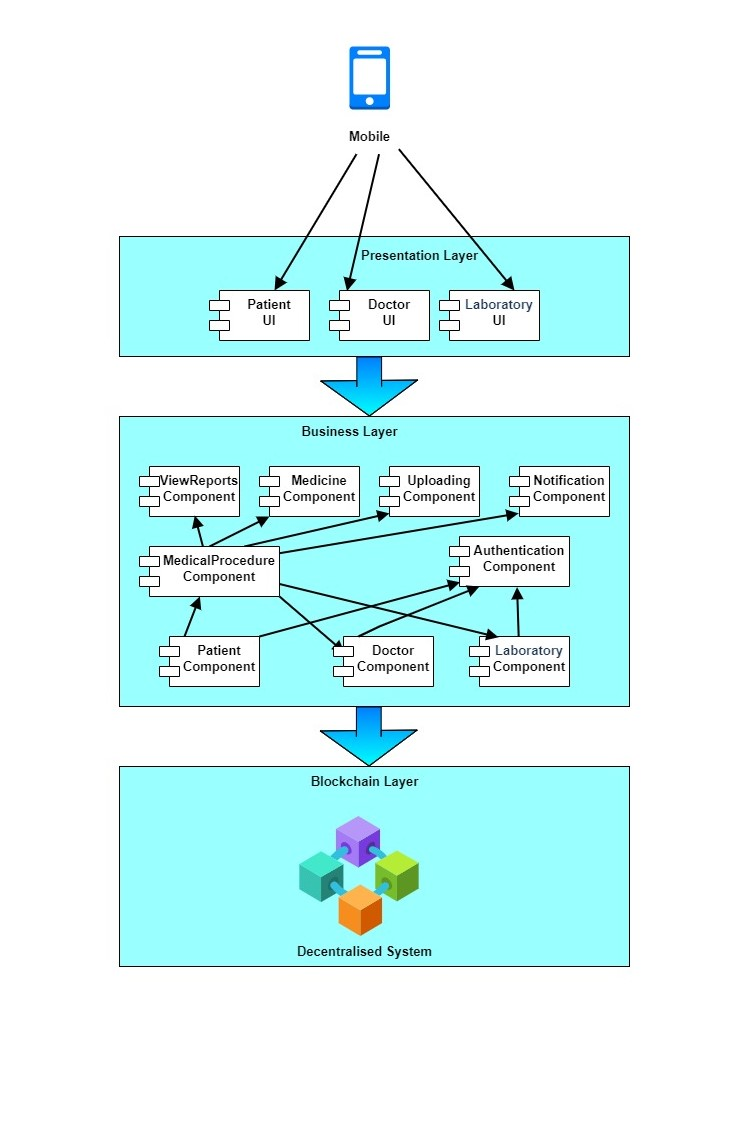 Mobile
Presentation Layer
Patient
UI
Doctor
UI
Laboratory
UI
Business Layer
ViewReports
Component
Medicine
Component
Uploading
Component
Notification
Component
MedicalProcedure
Component
Authentication
Component
Patient
Component
Doctor
Component
Laboratory
Component
Blockchain Layer
Decentralised System